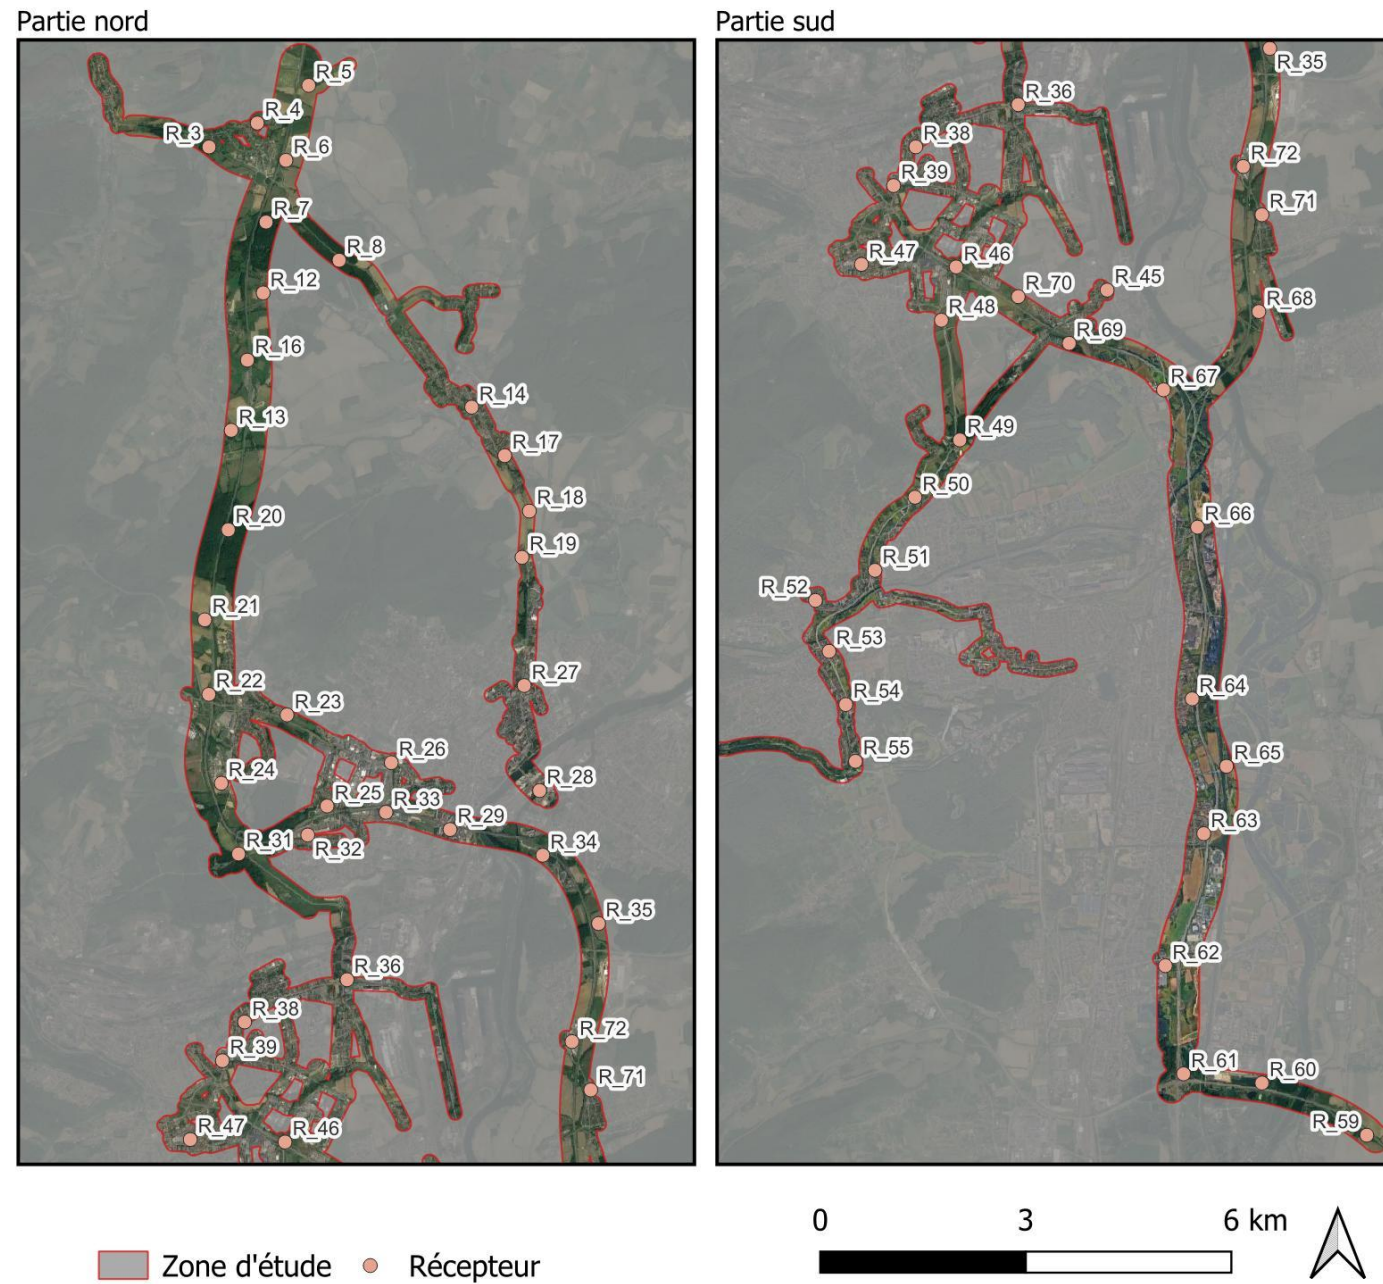 Partie nord
R_5
R_4
R_3
R_6
R_7
R_8
R_12
R_16
R_14
R_13
R_17
R_18
R_20
R_19
R_21
R_27
R_22
R_23
R_26
R_24
R_28
R_25
R_33
R_29
R_31
R_32
R_34
R_35
R_36
R_38
R_72
R_39
R_71
R_47
R_46
Partie sud
R_35
R_36
R_38
R_72
R_39
R_71
R_47
R_46
R_45
R_70
R_68
R_48
R_69
R_67
R_49
R_50
R_66
R_51
R_52
R_53
R_64
R_54
R_55
R_65
R_63
R_62
R_61
R_60
R_59
Zone d'étude
Récepteur
0 3 6 km